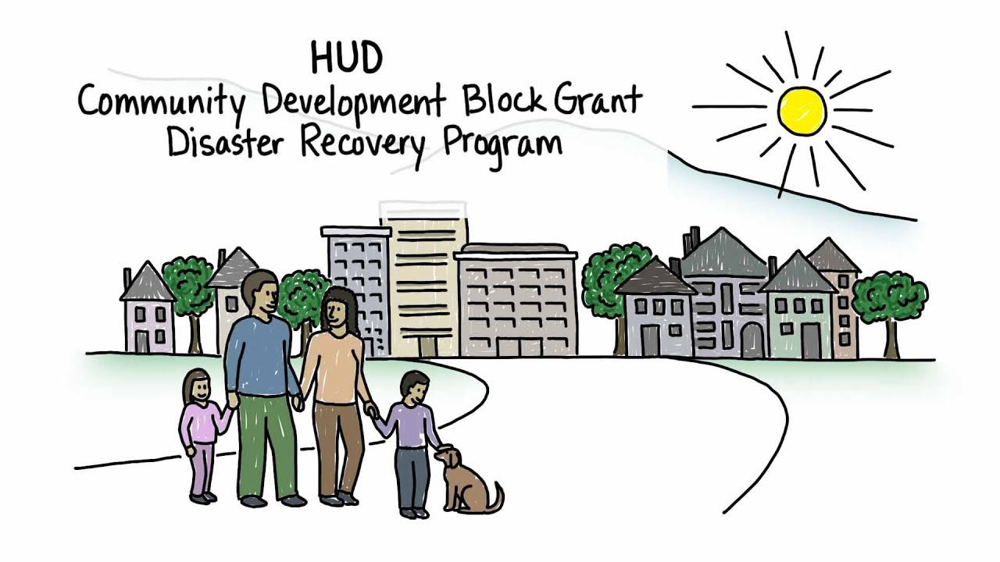 HUD
Community Development Block Grant
Disaster Recovery Program